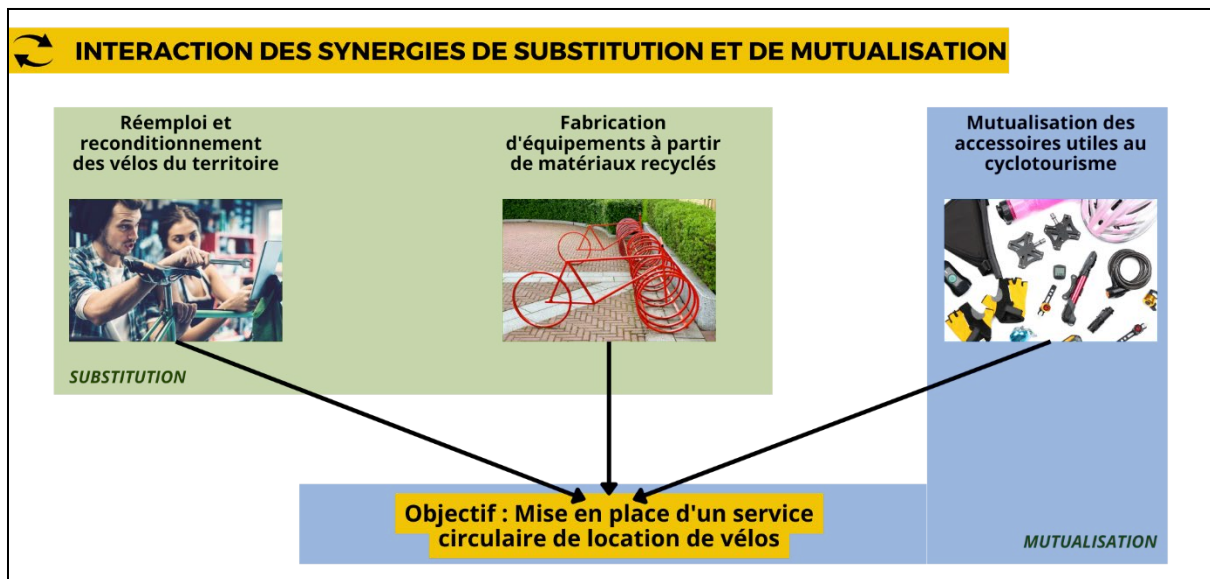 INTERACTION DES SYNERGIES DE SUBSTITUTION ET DE MUTUALISATION
Réemploi et
reconditionnement
des vélos du territoire
Fabrication
d'équipements à partir
de matériaux recyclés
Mutualisation des
accessoires utiles au
cyclotourisme
SUBSTITUTION
Objectif : Mise en place d'un service
circulaire de location de vélos
MUTUALISATION